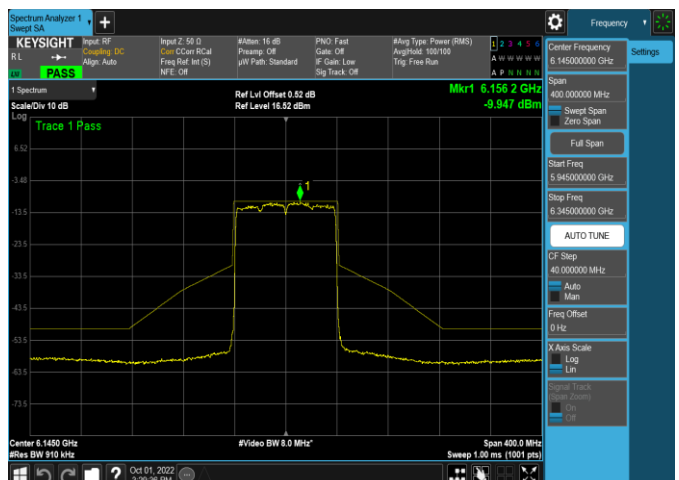 Spectrum Analyzer 1
Swept SA
Frequency
KEYSIGHT
R L
LXI
PASS
Input: RF
Coupling: DC
Align: Auto
Input Z: 50 Ω
Corr CCorr RCal
Freq Ref: Int (S)
NFE: Off
#Atten: 16 dB
Preamp: Off
µW Path: Standard
PNO: Fast
Gate: Off
IF Gain: Low
Sig Track: Off
#Avg Type: Power (RMS)
Avg|Hold: 100/100
Trig: Free Run
1 2 3 4 5 6
A W W W W W
A P N N N N
Center Frequency
6.145000000 GHz
Settings
Span
400.000000 MHz
Swept Span
Zero Span
Full Span
Start Freq
5.945000000 GHz
Stop Freq
6.345000000 GHz
AUTO TUNE
CF Step
40.000000 MHz
Auto
Man
Freq Offset
0 Hz
X Axis Scale
Log
Lin
Signal Track
(Span Zoom)
On
Off
1 Spectrum
Scale/Div 10 dB
Ref Lvl Offset 0.52 dB
Ref Level 16.52 dBm
Mkr1 6.156 2 GHz
-9.947 dBm
Log
Trace 1 Pass
6.52
-3.48
1
-13.5
-23.5
-33.5
-43.5
-53.5
-63.5
-73.5
Center 6.1450 GHz
#Video BW 8.0 MHz*
Span 400.0 MHz
#Res BW 910 kHz
Sweep 1.00 ms (1001 pts)
?
Oct 01, 2022